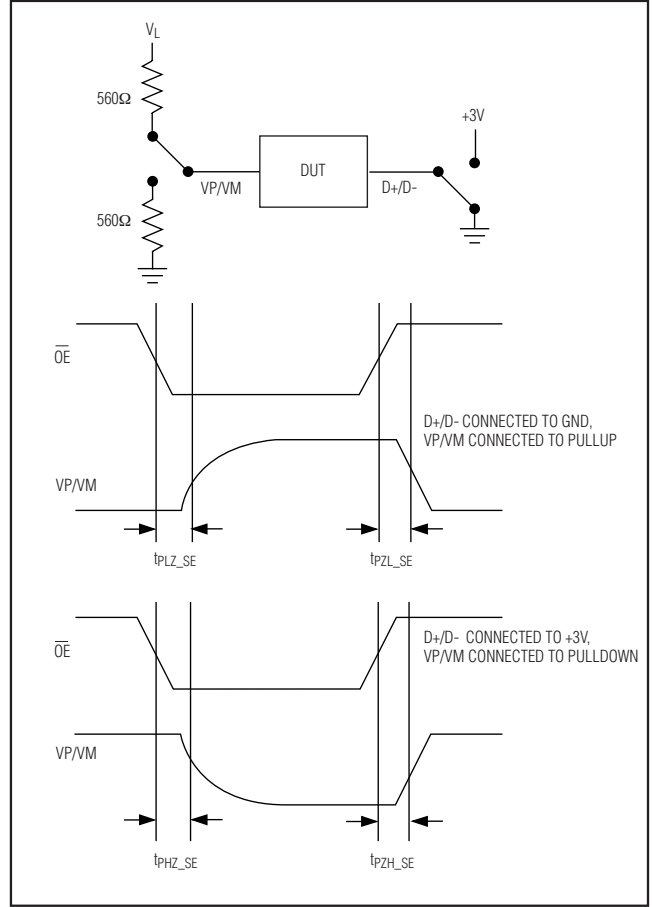 VL
560Ω
+3V
DUT
VP/VM
D+/D-
560Ω
OE
D+/D- CONNECTED TO GND,
VP/VM CONNECTED TO PULLUP
VP/VM
tPLZ_SE
tPZL_SE
OE
D+/D- CONNECTED TO +3V,
VP/VM CONNECTED TO PULLDOWN
VP/VM
tPHZ_SE
tPZH_SE